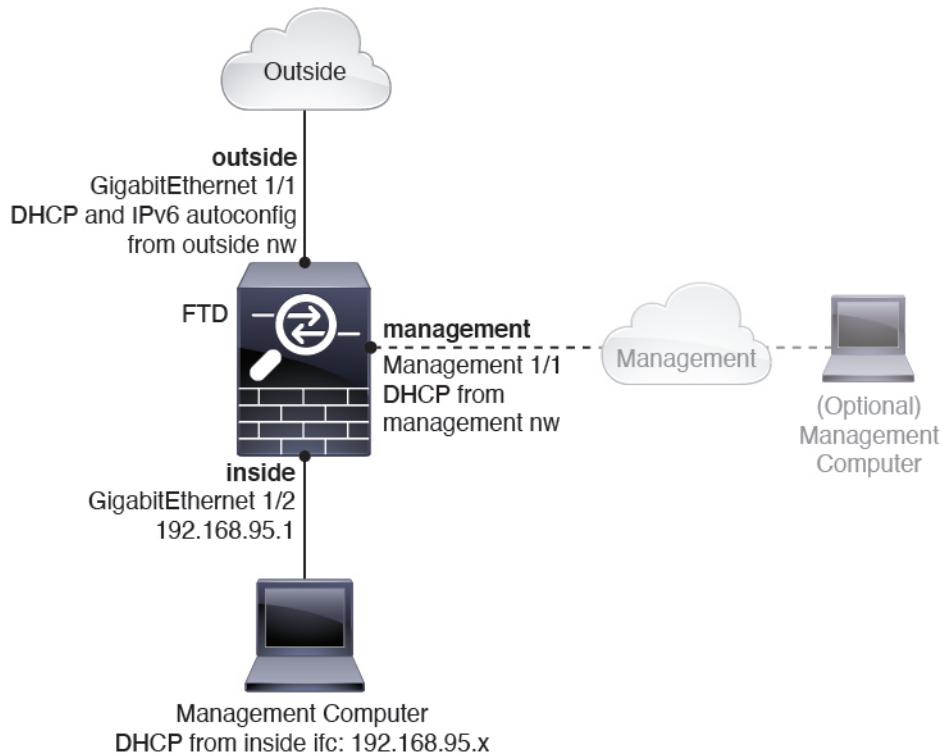 Outside
outside
GigabitEthernet 1/1
DHCP and IPv6 autoconfig
from outside nw
FTD
management
Management 1/1
DHCP from
management nw
Management
(Optional)
Management
Computer
inside
GigabitEthernet 1/2
192.168.95.1
Management Computer
DHCP from inside ifc: 192.168.95.x